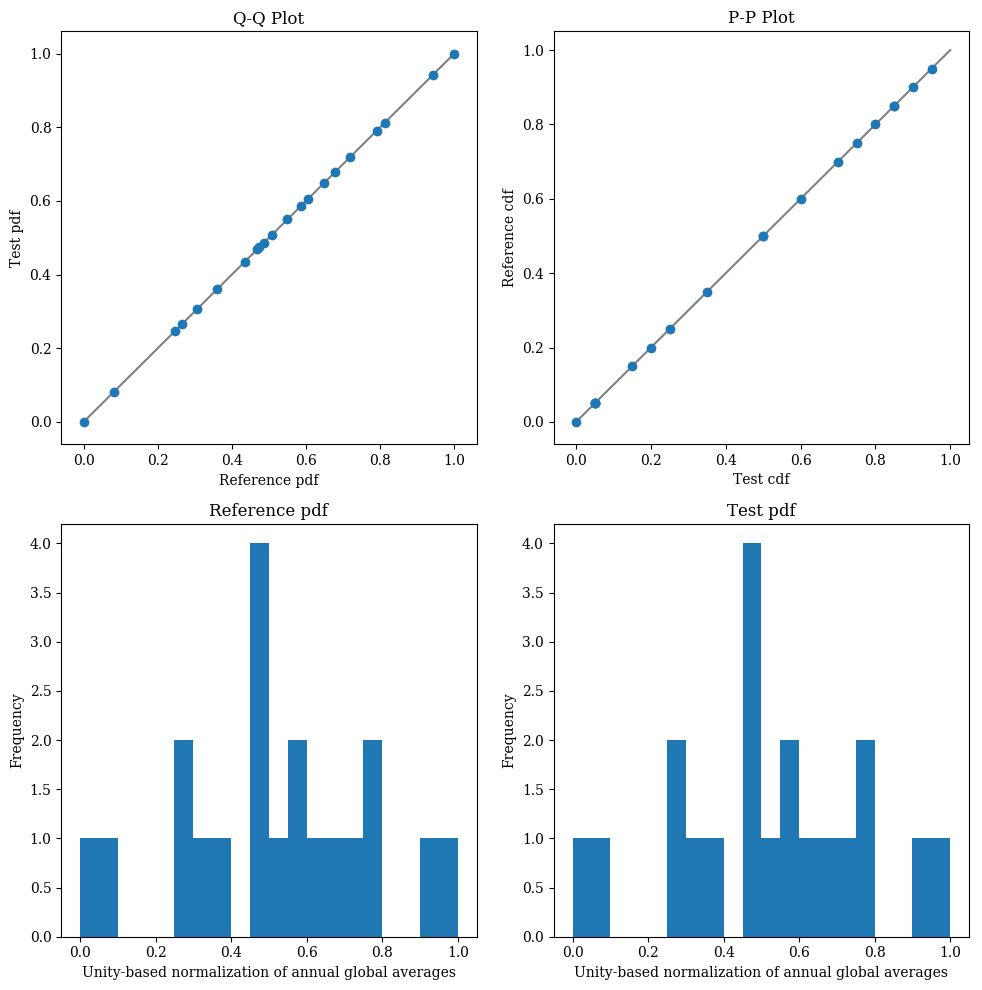 Q-Q Plot
1.0
0.8
0.6
0.4
0.2
0.0
Test pdf
0.0 0.2 0.4 0.6 0.8 1.0
Reference pdf
P-P Plot
1.0
0.8
0.6
0.4
0.2
0.0
Reference cdf
0.0 0.2 0.4 0.6 0.8 1.0
Test cdf
Reference pdf
4.0
3.5
3.0
2.5
2.0
1.5
1.0
0.5
0.0
Frequency
0.0 0.2 0.4 0.6 0.8 1.0
Unity-based normalization of annual global averages
Test pdf
4.0
3.5
3.0
2.5
2.0
1.5
1.0
0.5
0.0
Frequency
0.0 0.2 0.4 0.6 0.8 1.0
Unity-based normalization of annual global averages